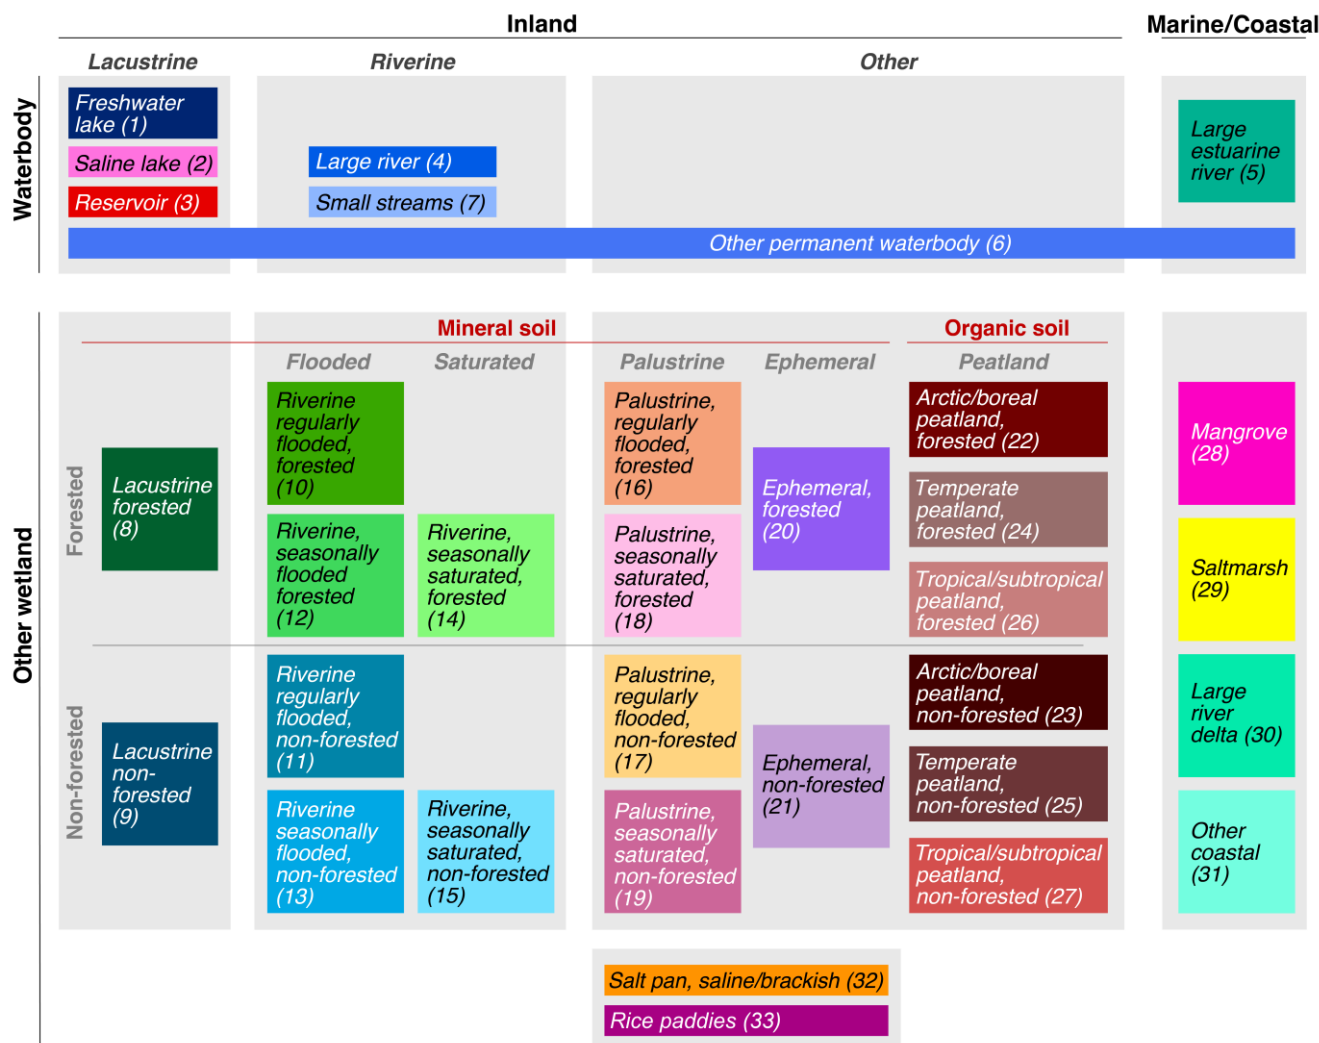 Inland
Marine/Coastal
Lacustrine
Riverine
Other
Waterbody
Freshwater
lake (1)
Saline lake (2)
Reservoir (3)
Large river (4)
Small streams (7)
Large
estuarine
river (5)
Other permanent waterbody (6)
Other wetland
Mineral soil
Organic soil
Flooded
Saturated
Palustrine
Ephemeral
Peatland
Forested
Lacustrine
forested
(8)
Riverine
regularly
flooded,
forested
(10)
Riverine,
seasonally
flooded
forested
(12)
Riverine,
seasonally
saturated,
forested
(14)
Palustrine,
regularly
flooded,
forested
(16)
Palustrine,
seasonally
saturated,
forested
(18)
Ephemeral,
forested
(20)
Arctic/boreal
peatland,
forested (22)
Temperate
peatland,
forested (24)
Tropical/subtropical
peatland,
forested (26)
Mangrove
(28)
Saltmarsh
(29)
Non-forested
Lacustrine
non-
forested
(9)
Riverine
regularly
flooded,
non-forested
(11)
Riverine
seasonally
flooded,
non-forested
(13)
Riverine,
seasonally
saturated,
non-forested
(15)
Palustrine,
regularly
flooded,
non-forested
(17)
Palustrine,
seasonally
saturated,
non-forested
(19)
Ephemeral,
non-forested
(21)
Arctic/boreal
peatland,
non-forested (23)
Temperate
peatland,
non-forested (25)
Tropical/subtropical
peatland,
non-forested (27)
Large
river
delta (30)
Other
coastal
(31)
Salt pan, saline/brackish (32)
Rice paddies (33)